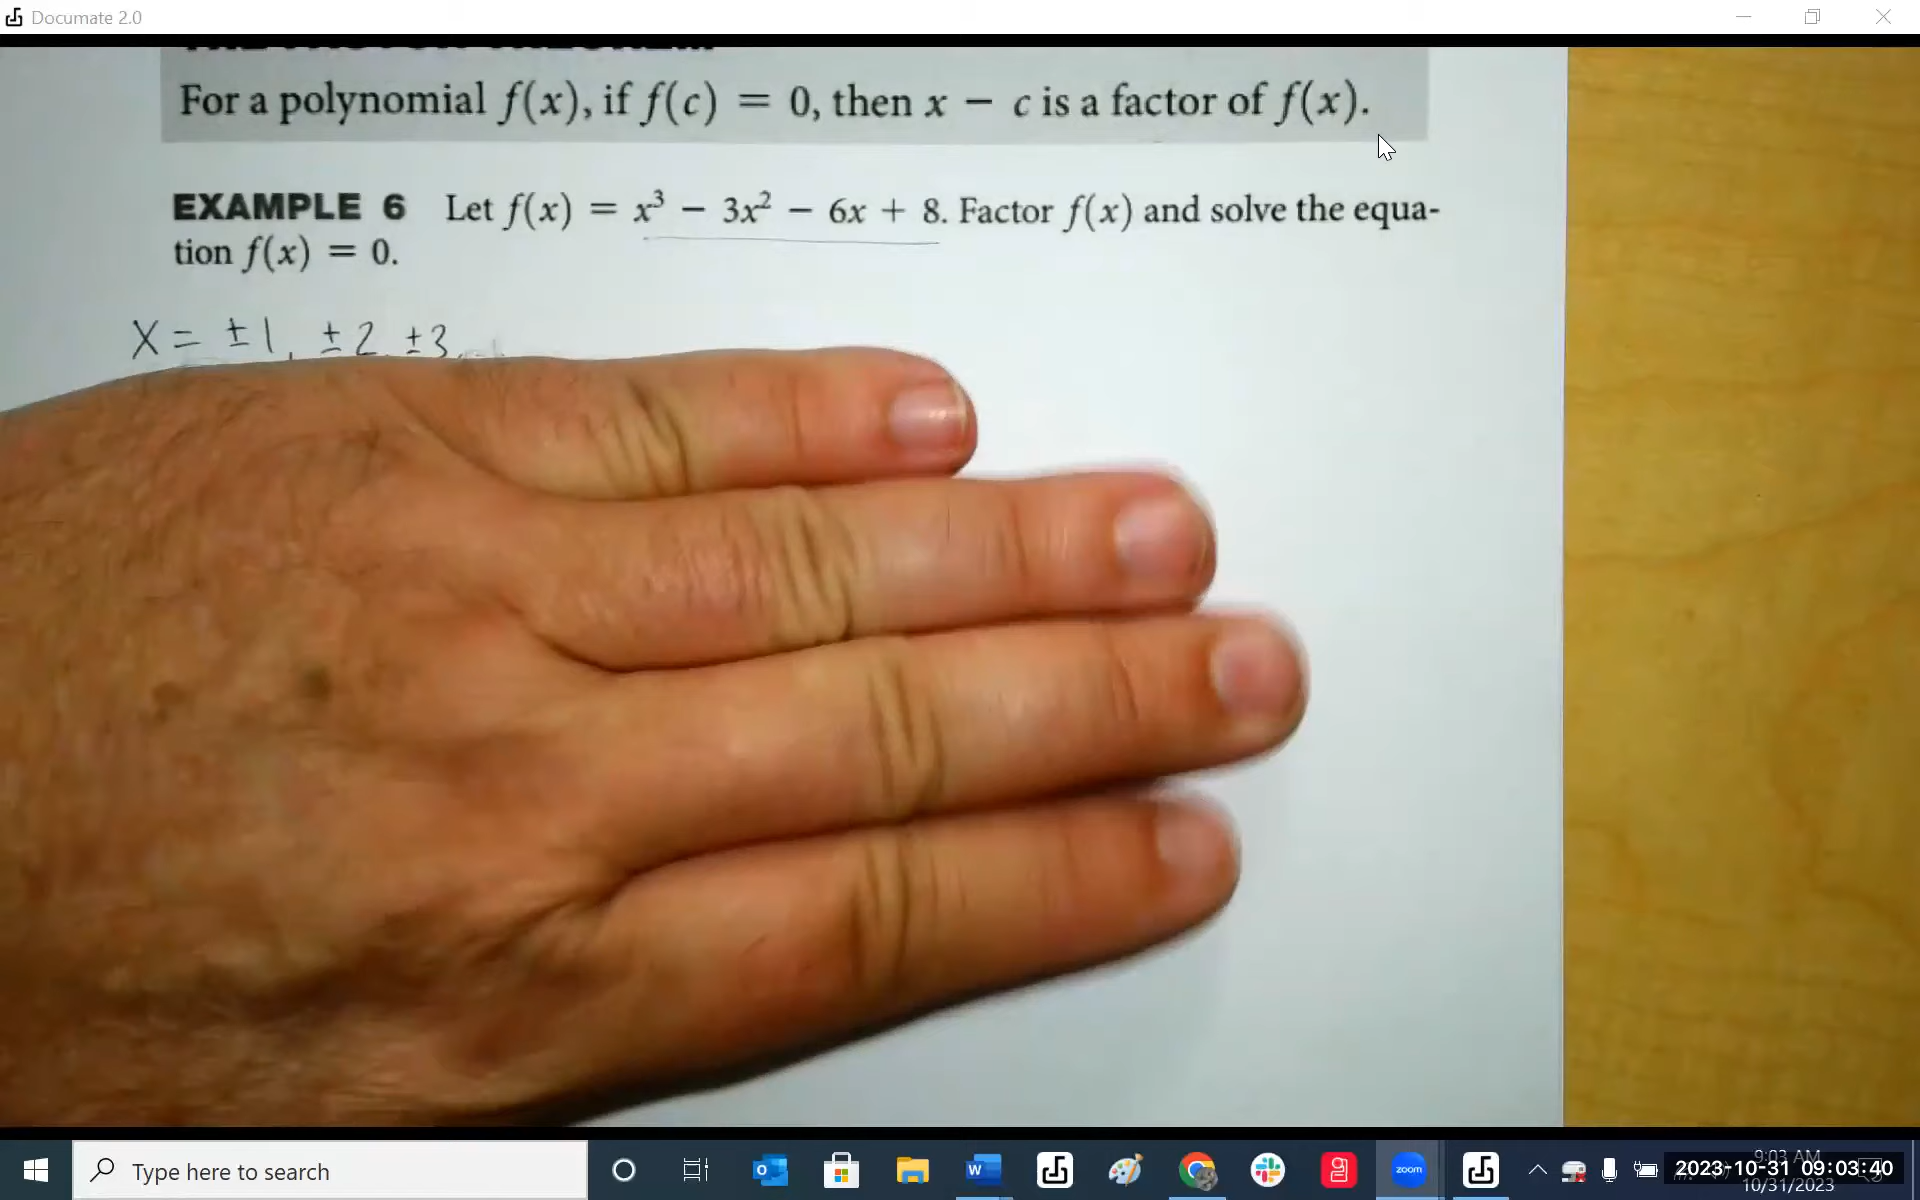 Documate 2.0
For a polynomial f(x), if f(c) = 0, then x − c is a factor of f(x).
EXAMPLE 6 Let f(x) = x³ − 3x² − 6x + 8. Factor f(x) and solve the equa-
tion f(x) = 0.
X = ±1, ±2, ±3,
Type here to search
zoom
9:03 AM
2023-10-31 09:03:40
10/31/2023